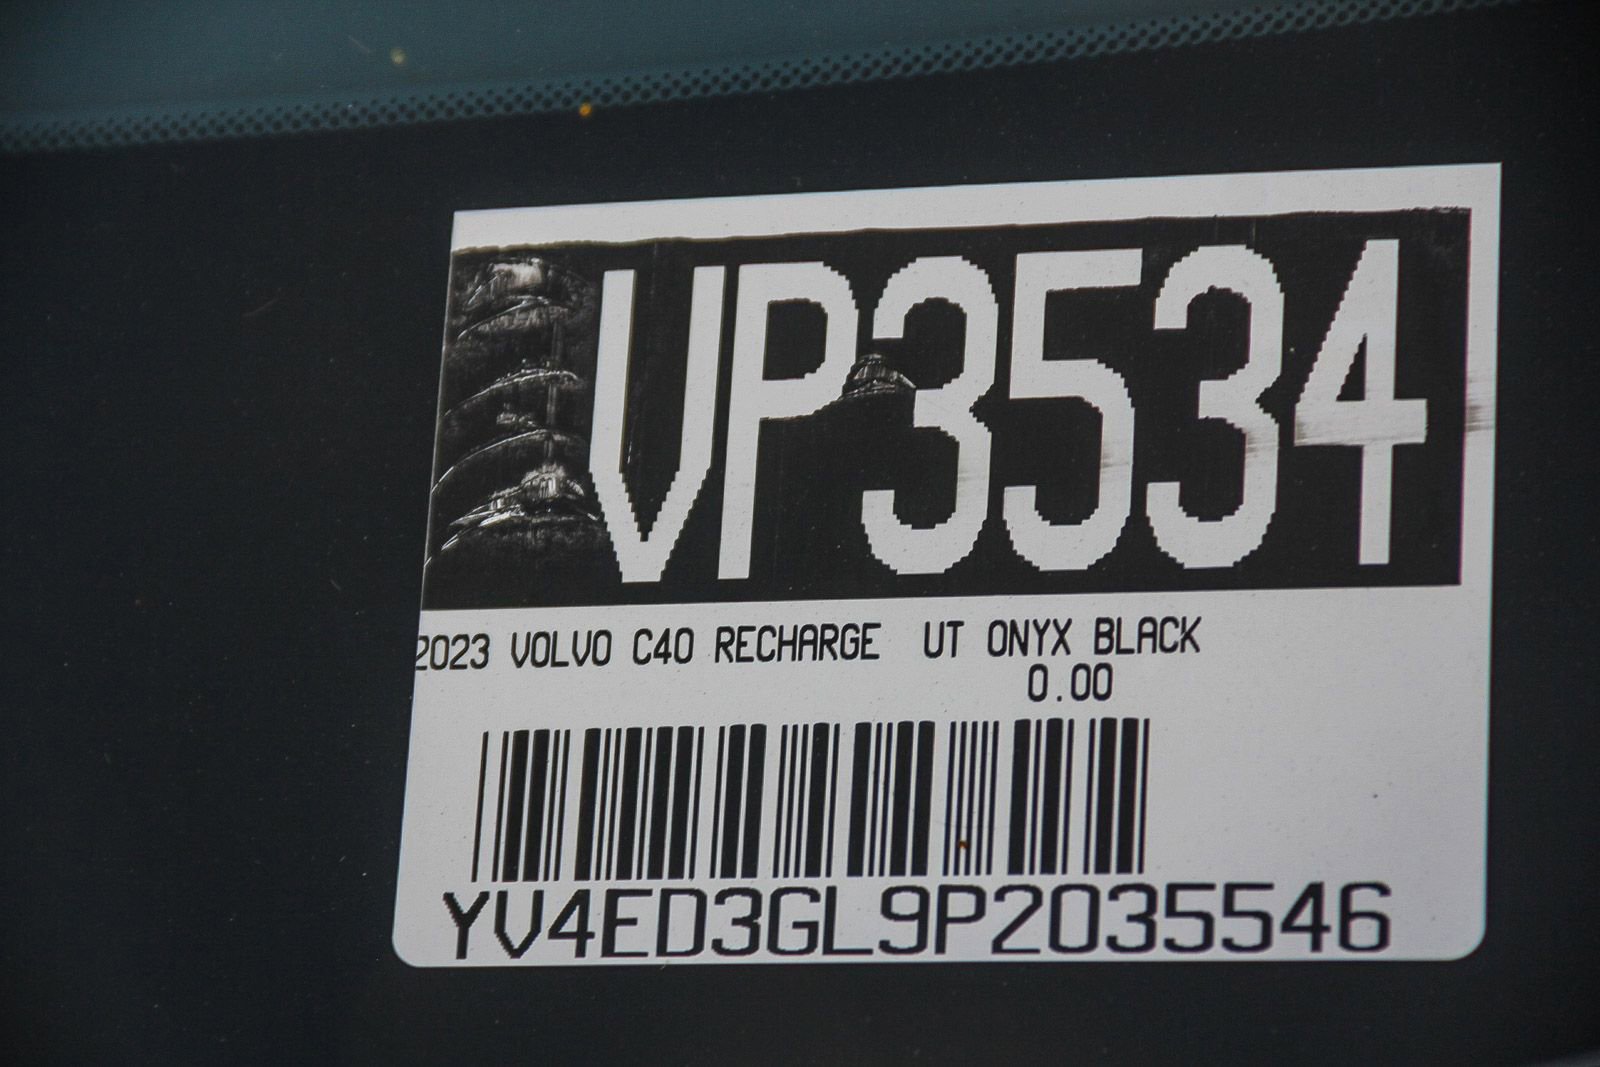 VP3534
2023 VOLVO C40 RECHARGE UT ONYX BLACK
0.00
YV4ED3GL9P2035546